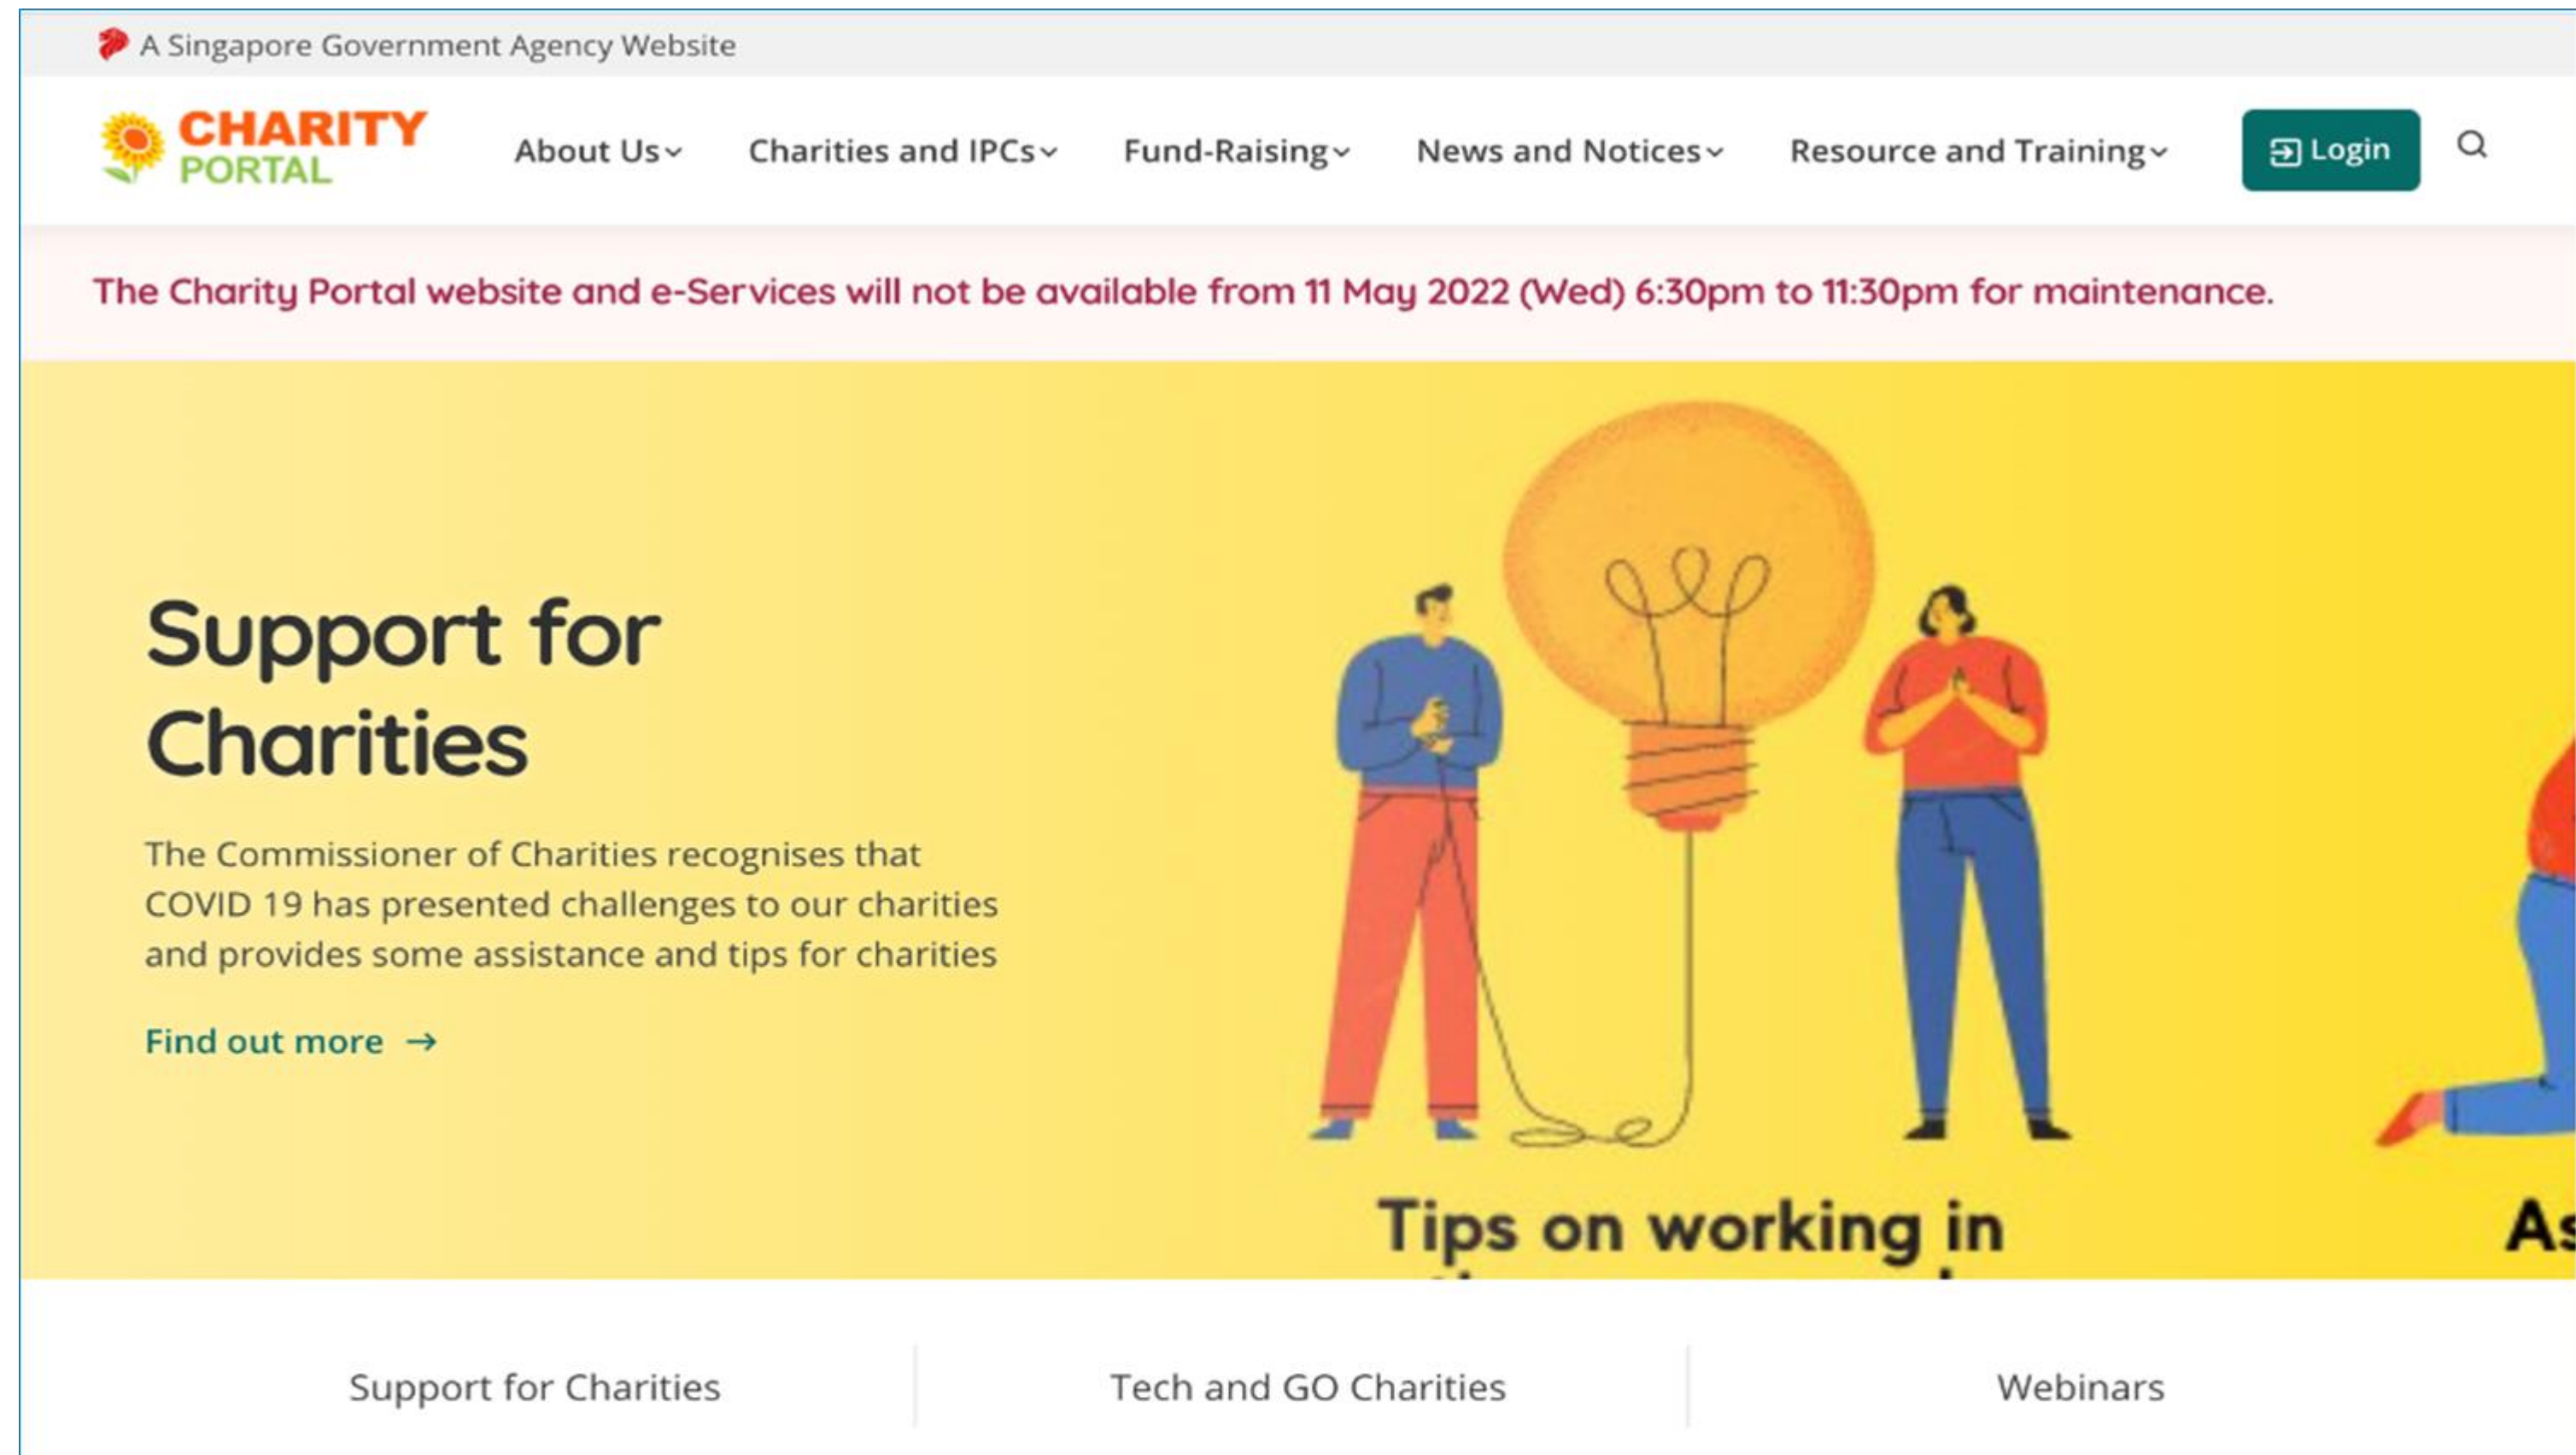 A Singapore Government Agency Website
CHARITY
PORTAL
About Us
Charities and IPCs
Fund-Raising
News and Notices
Resource and Training
Login
The Charity Portal website and e-Services will not be available from 11 May 2022 (Wed) 6:30pm to 11:30pm for maintenance.
Support for
Charities
The Commissioner of Charities recognises that
COVID 19 has presented challenges to our charities
and provides some assistance and tips for charities
Find out more →
Tips on working in
As
Support for Charities
Tech and GO Charities
Webinars